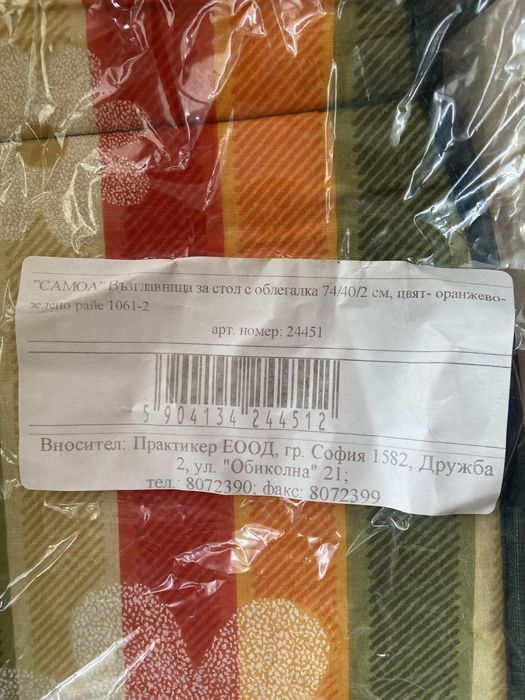 "САМОА" Възглавница за стол с облегалка 74/40/2 см, цвят- оранжево-
зелено райе 1061-2
арт. номер: 24451
5 904134 244512
Вносител: Практикер ЕООД, гр. София 1582, Дружба
2, ул. "Обиколна" 21;
тел.: 8072390; факс: 8072399